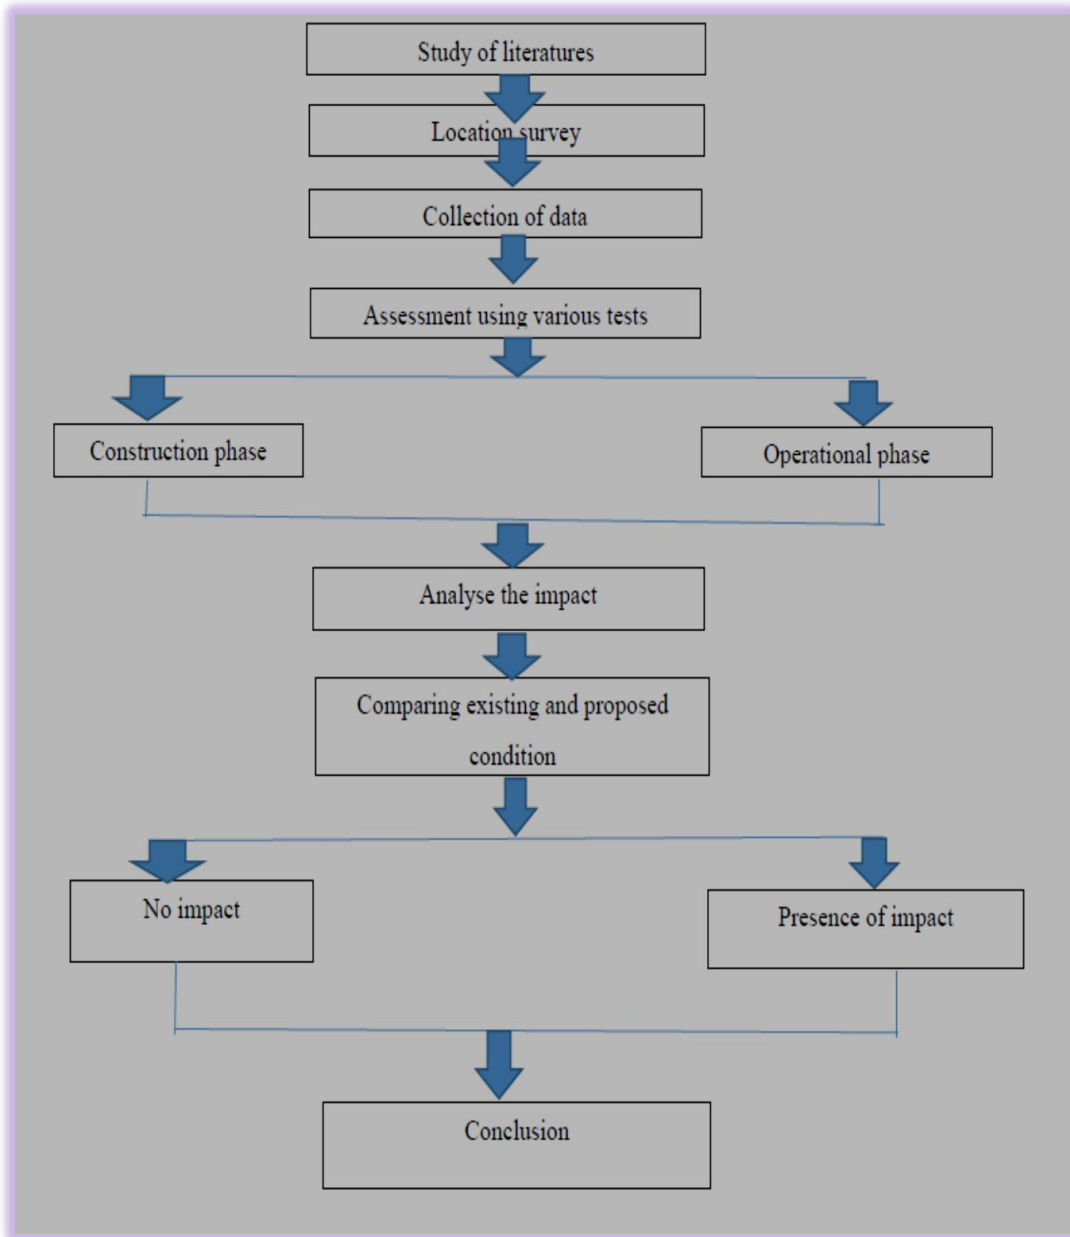 Study of literatures
Location survey
Collection of data
Assessment using various tests
Construction phase
Operational phase
Analyse the impact
Comparing existing and proposed
condition
No impact
Presence of impact
Conclusion